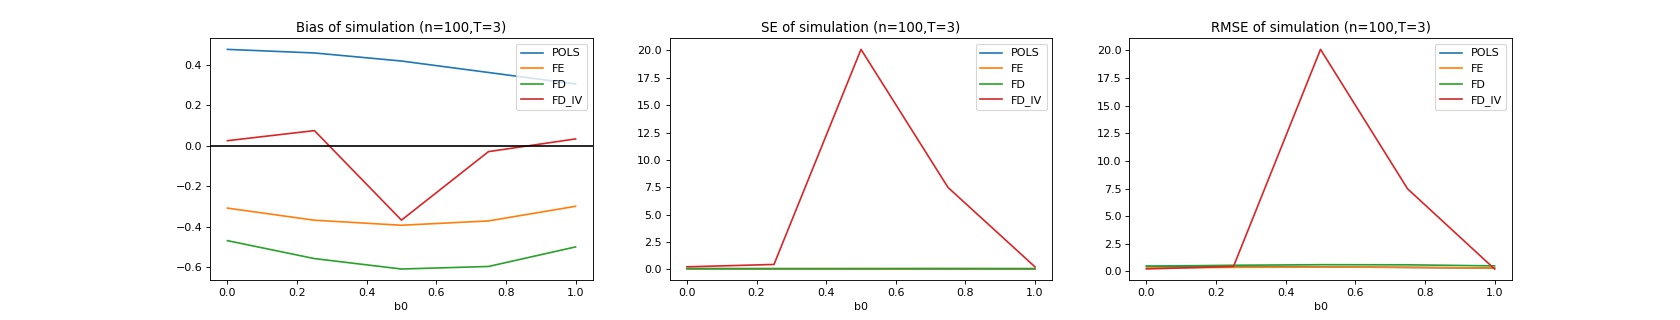 Bias of simulation (n=100,T=3)
0.4
0.2
0.0
−0.2
−0.4
−0.6
POLS
FE
FD
FD_IV
0.0 0.2 0.4 0.6 0.8 1.0
b0
SE of simulation (n=100,T=3)
20.0
17.5
15.0
12.5
10.0
7.5
5.0
2.5
0.0
POLS
FE
FD
FD_IV
0.0 0.2 0.4 0.6 0.8 1.0
b0
RMSE of simulation (n=100,T=3)
20.0
17.5
15.0
12.5
10.0
7.5
5.0
2.5
0.0
POLS
FE
FD
FD_IV
0.0 0.2 0.4 0.6 0.8 1.0
b0